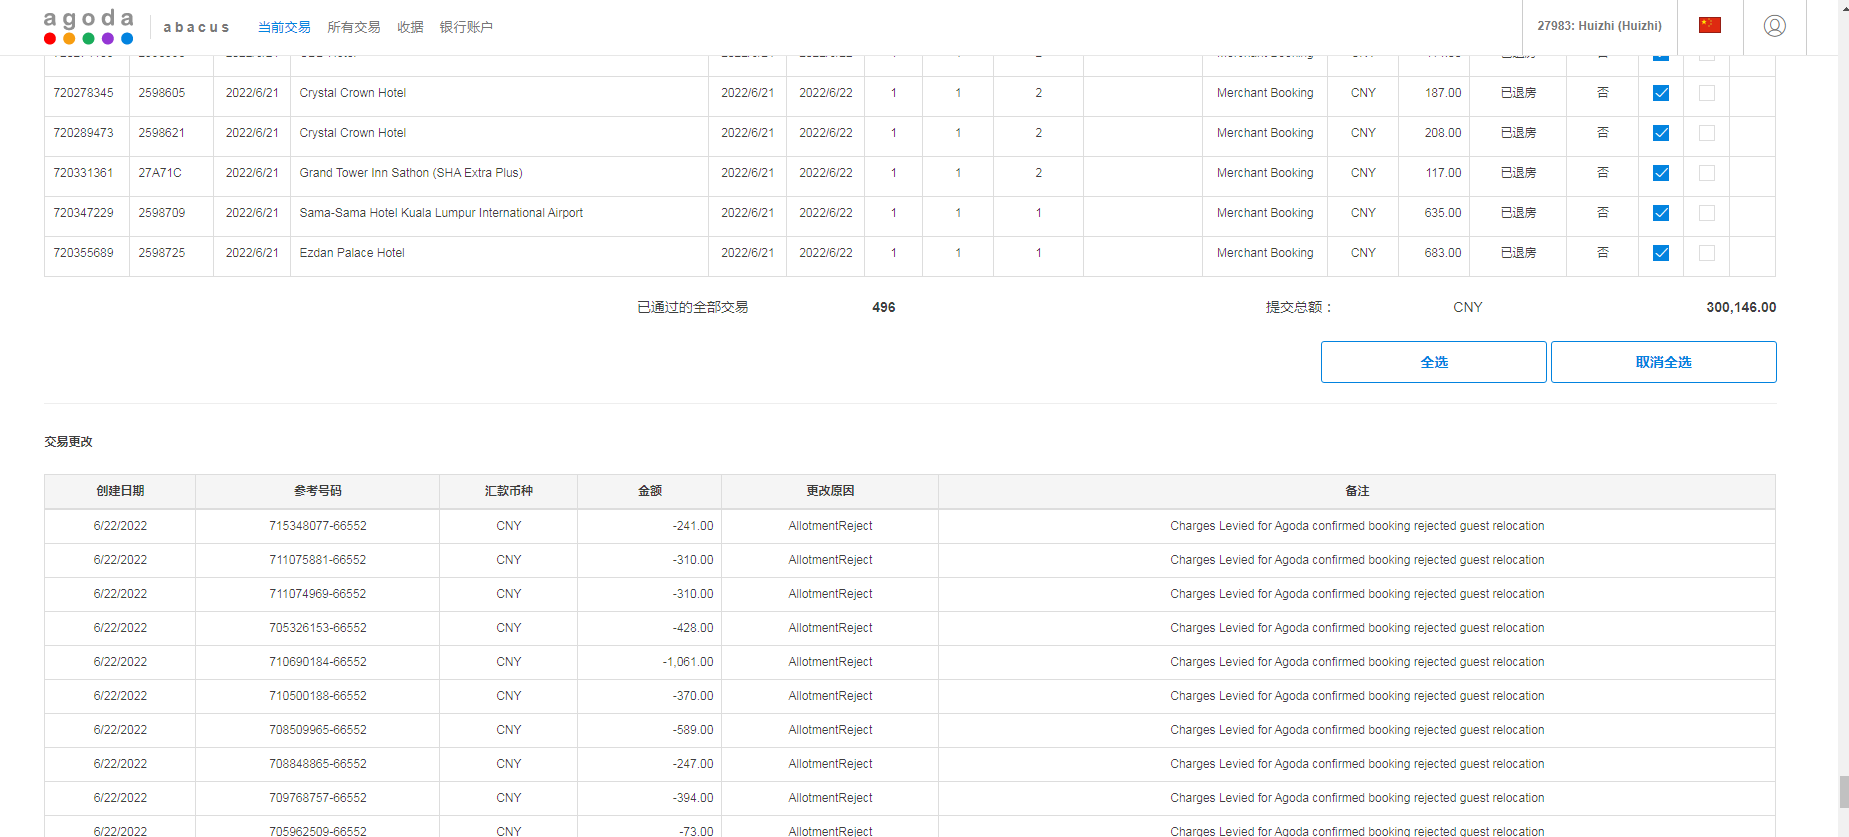 agoda
abacus 当前交易 所有交易 收据 银行账户 27983: Huizhi (Huizhi)
720278345 2598605 2022/6/21 Crystal Crown Hotel 2022/6/21 2022/6/22 1 1 2 Merchant Booking CNY 187.00 已退房 否
720289473 2598621 2022/6/21 Crystal Crown Hotel 2022/6/21 2022/6/22 1 1 2 Merchant Booking CNY 208.00 已退房 否
720331361 27A71C 2022/6/21 Grand Tower Inn Sathon (SHA Extra Plus) 2022/6/21 2022/6/22 1 1 2 Merchant Booking CNY 117.00 已退房 否
720347229 2598709 2022/6/21 Sama-Sama Hotel Kuala Lumpur International Airport 2022/6/21 2022/6/22 1 1 1 Merchant Booking CNY 635.00 已退房 否
720355689 2598725 2022/6/21 Ezdan Palace Hotel 2022/6/21 2022/6/22 1 1 1 Merchant Booking CNY 683.00 已退房 否
已通过的全部交易 496 提交总额： CNY 300,146.00
全选 取消全选
交易更改
创建日期 参考号码 汇款币种 金额 更改原因 备注
6/22/2022 715348077-66552 CNY -241.00 AllotmentReject Charges Levied for Agoda confirmed booking rejected guest relocation
6/22/2022 711075881-66552 CNY -310.00 AllotmentReject Charges Levied for Agoda confirmed booking rejected guest relocation
6/22/2022 711074969-66552 CNY -310.00 AllotmentReject Charges Levied for Agoda confirmed booking rejected guest relocation
6/22/2022 705326153-66552 CNY -428.00 AllotmentReject Charges Levied for Agoda confirmed booking rejected guest relocation
6/22/2022 710690184-66552 CNY -1,061.00 AllotmentReject Charges Levied for Agoda confirmed booking rejected guest relocation
6/22/2022 710500188-66552 CNY -370.00 AllotmentReject Charges Levied for Agoda confirmed booking rejected guest relocation
6/22/2022 708509965-66552 CNY -589.00 AllotmentReject Charges Levied for Agoda confirmed booking rejected guest relocation
6/22/2022 708848865-66552 CNY -247.00 AllotmentReject Charges Levied for Agoda confirmed booking rejected guest relocation
6/22/2022 709768757-66552 CNY -394.00 AllotmentReject Charges Levied for Agoda confirmed booking rejected guest relocation
6/22/2022 705962509-66552 CNY -73.00 AllotmentReject Charges Levied for Agoda confirmed booking rejected guest relocation